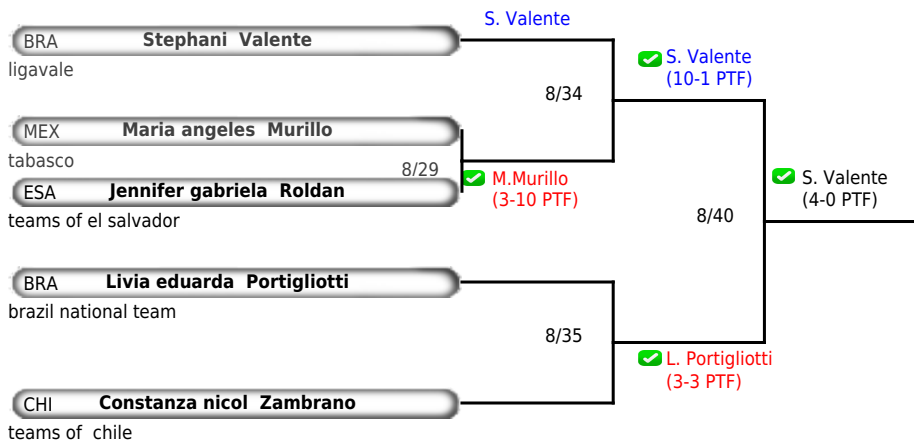 S. Valente
BRA Stephani Valente
ligavale
S. Valente
(10-1 PTF)
8/34
MEX Maria angeles Murillo
tabasco
8/29
M.Murillo
(3-10 PTF)
S. Valente
(4-0 PTF)
ESA Jennifer gabriela Roldan
teams of el salvador
8/40
BRA Livia eduarda Portigliotti
brazil national team
8/35
L. Portigliotti
(3-3 PTF)
CHI Constanza nicol Zambrano
teams of chile